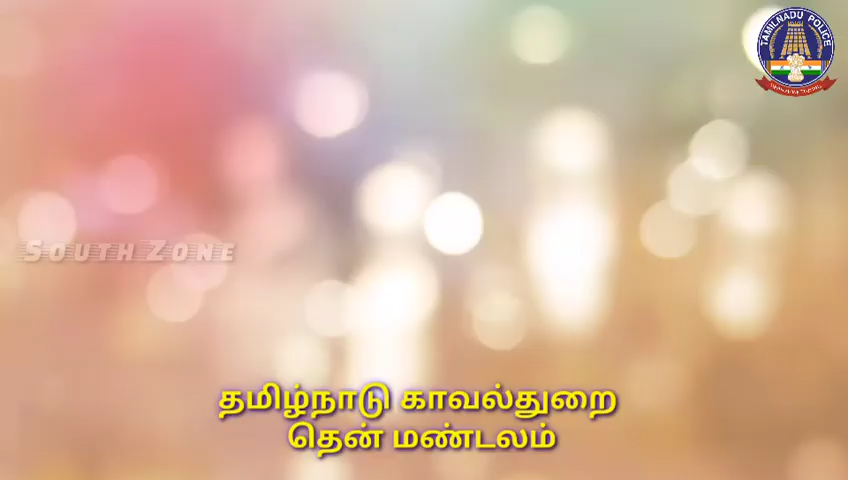 TAMILNADU POLICE
SOUTH ZONE
தமிழ்நாடு காவல்துறை
தென் மண்டலம்